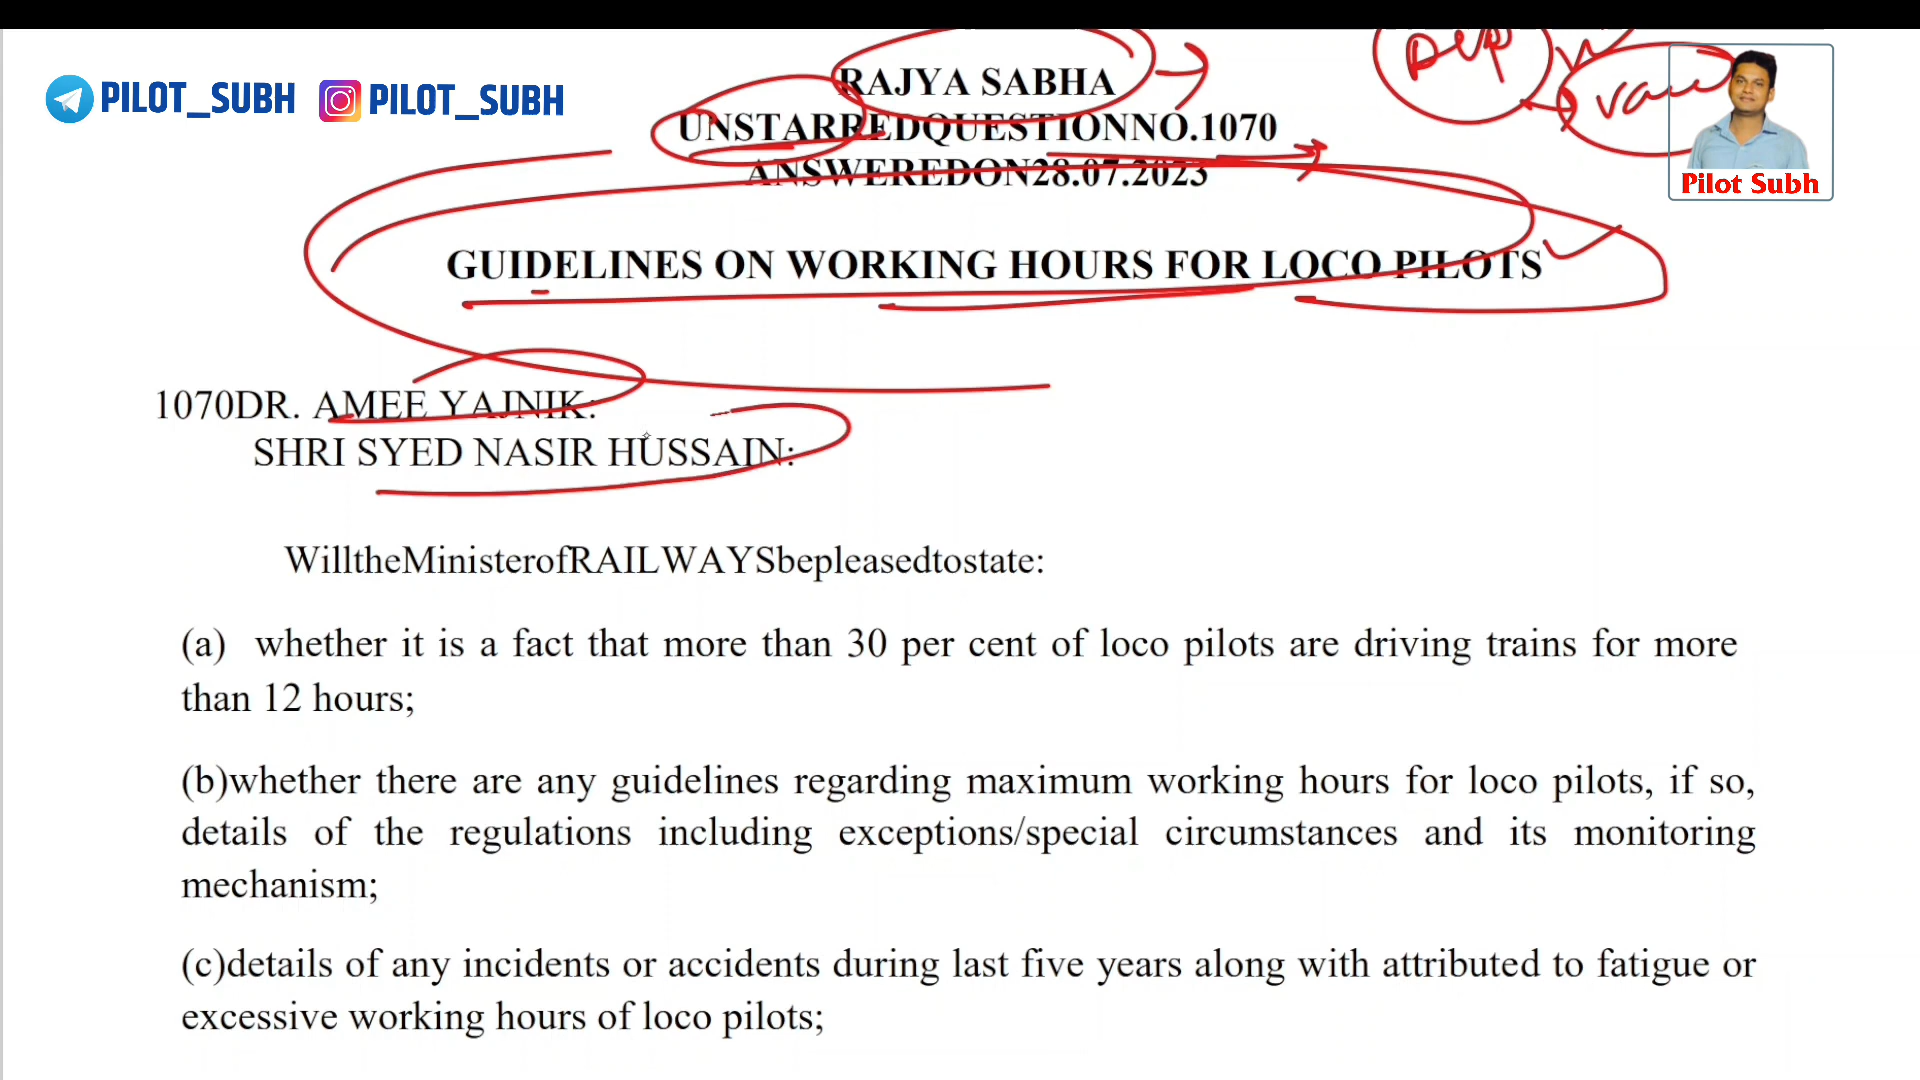 PILOT_SUBH PILOT_SUBH
RAJYA SABHA
UNSTARREDQUESTIONNO.1070
ANSWEREDON28.07.2023
Pilot Subh
GUIDELINES ON WORKING HOURS FOR LOCO PILOTS
1070DR. AMEE YAJNIK:
SHRI SYED NASIR HUSSAIN:
WilltheMinisterofRAILWAYSbepleasedtostate:
(a) whether it is a fact that more than 30 per cent of loco pilots are driving trains for more
than 12 hours;
(b)whether there are any guidelines regarding maximum working hours for loco pilots, if so,
details of the regulations including exceptions/special circumstances and its monitoring
mechanism;
(c)details of any incidents or accidents during last five years along with attributed to fatigue or
excessive working hours of loco pilots;